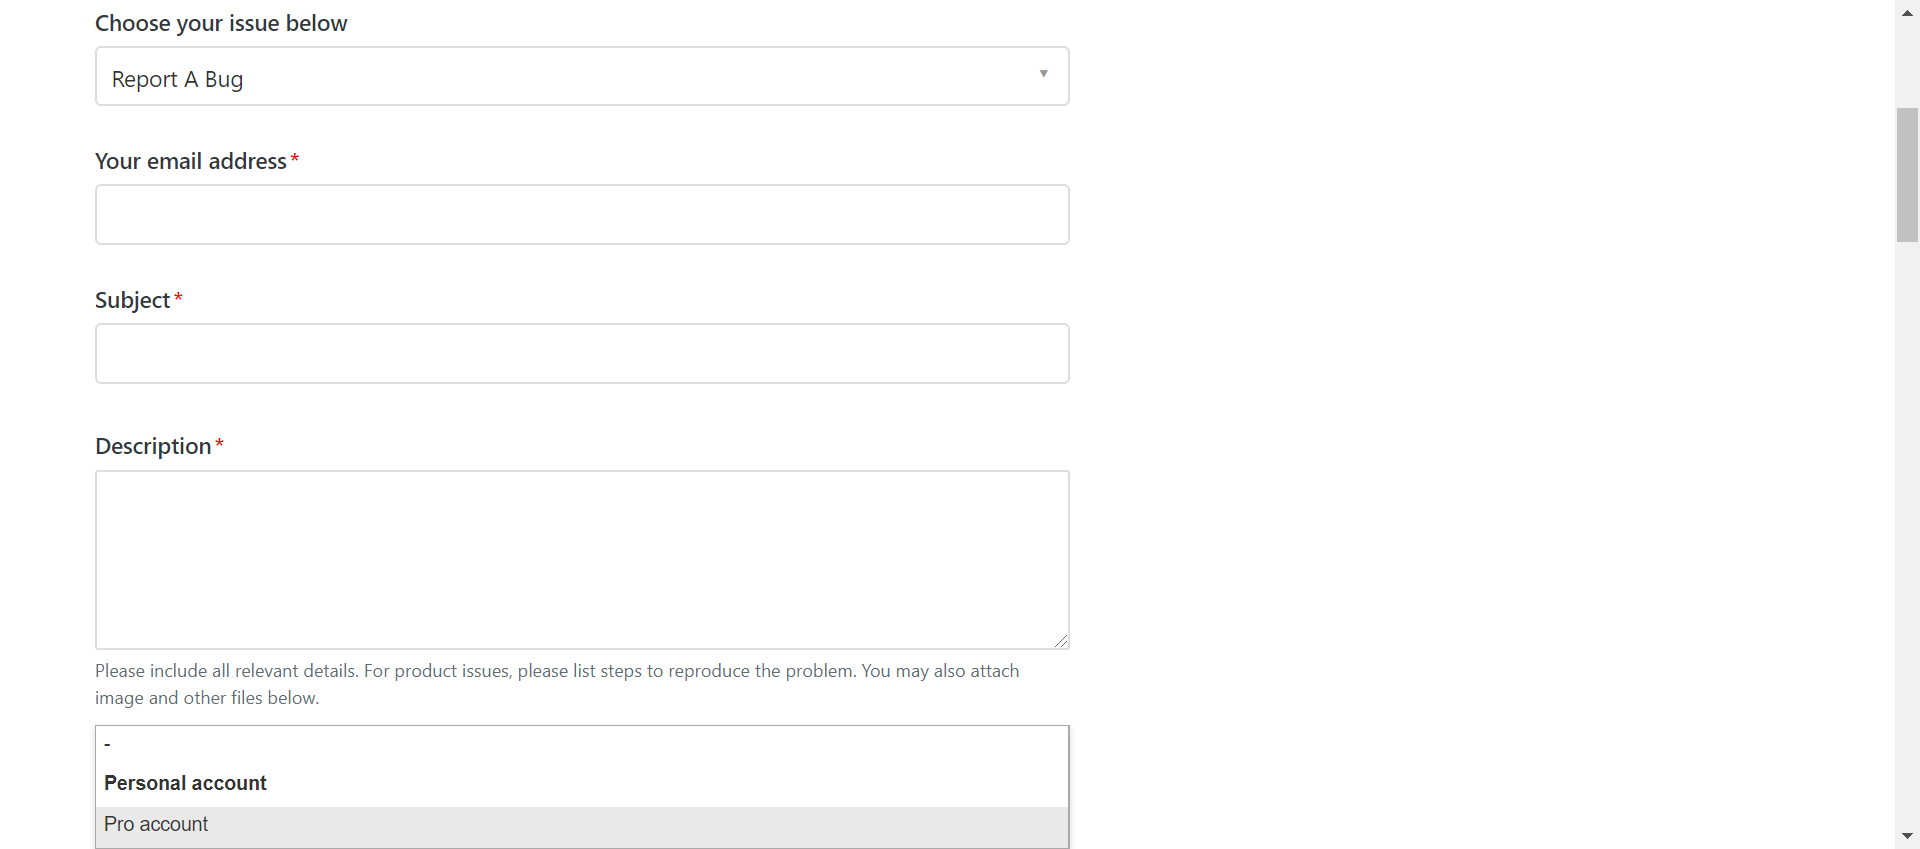 Choose your issue below
Report A Bug
Your email address*
Subject*
Description*
Please include all relevant details. For product issues, please list steps to reproduce the problem. You may also attach
image and other files below.
-
Personal account
Pro account